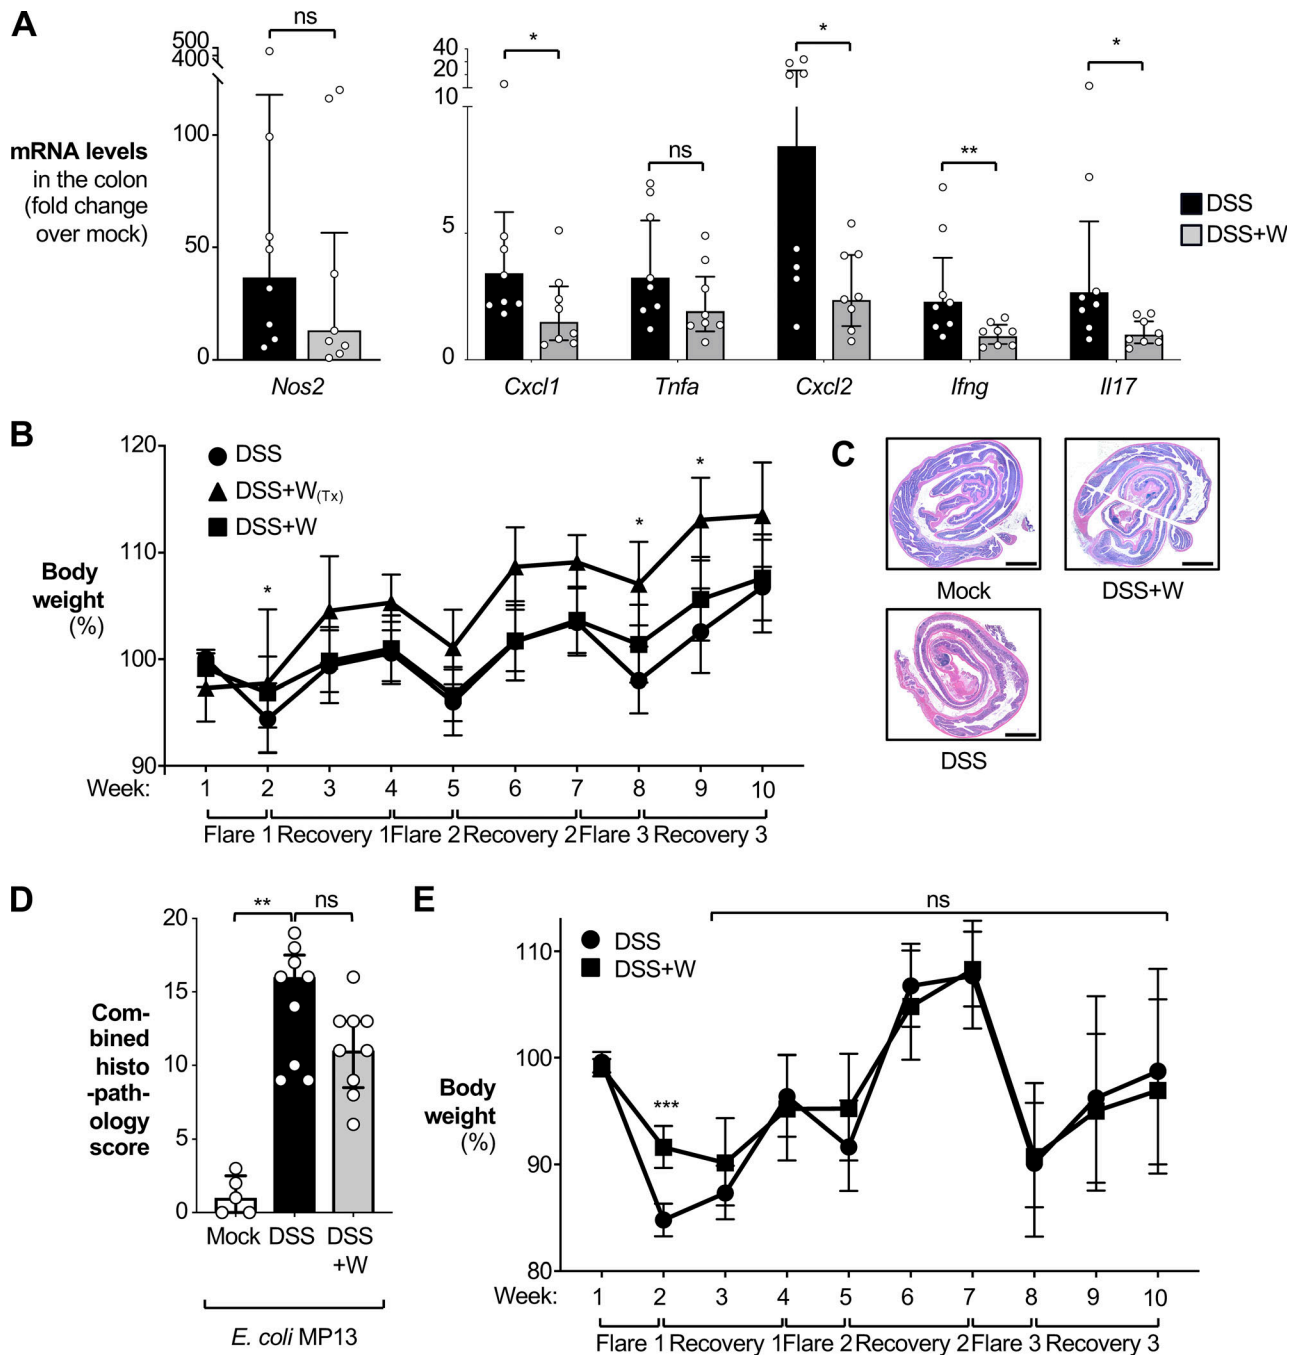 A
mRNA levels
in the colon
(fold change
over mock)
500
400
100
50
0
ns
Nos2
40
20
10
5
0
*
ns
*
**
*
Cxcl1
Tnfa
Cxcl2
Ifng
Il17
DSS
DSS+W
B
Body
weight
(%)
120
110
100
90
DSS
DSS+W(Tx)
DSS+W
*
*
*
Week:
1 2 3 4 5 6 7 8 9 10
Flare 1 Recovery 1 Flare 2 Recovery 2 Flare 3 Recovery 3
C
Mock
DSS+W
DSS
D
Com-
bined
histo
-path-
ology
score
20
15
10
5
0
**
ns
Mock DSS DSS
+W
E. coli MP13
E
ns
DSS
DSS+W
Body
weight
(%)
110
100
90
80
***
Week:
1 2 3 4 5 6 7 8 9 10
Flare 1 Recovery 1 Flare 2 Recovery 2 Flare 3 Recovery 3